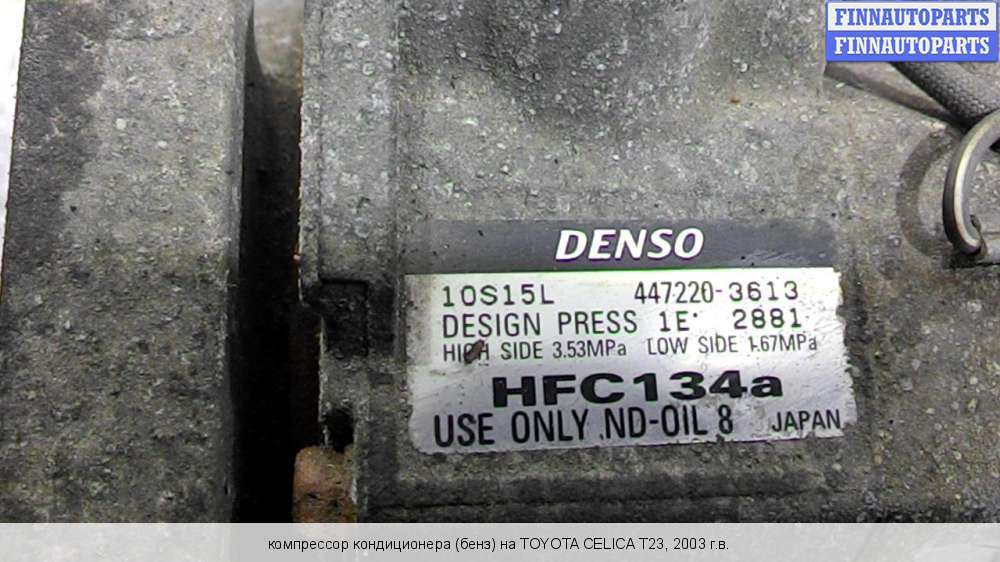 FINNAUTOPARTS
FINNAUTOPARTS
DENSO
10S15L 447220-3613
DESIGN PRESS 1E 2881
HIGH SIDE 3.53MPa LOW SIDE 1.67MPa
HFC134a
USE ONLY ND-OIL 8 JAPAN
компрессор кондиционера (бенз) на TOYOTA CELICA T23, 2003 г.в.